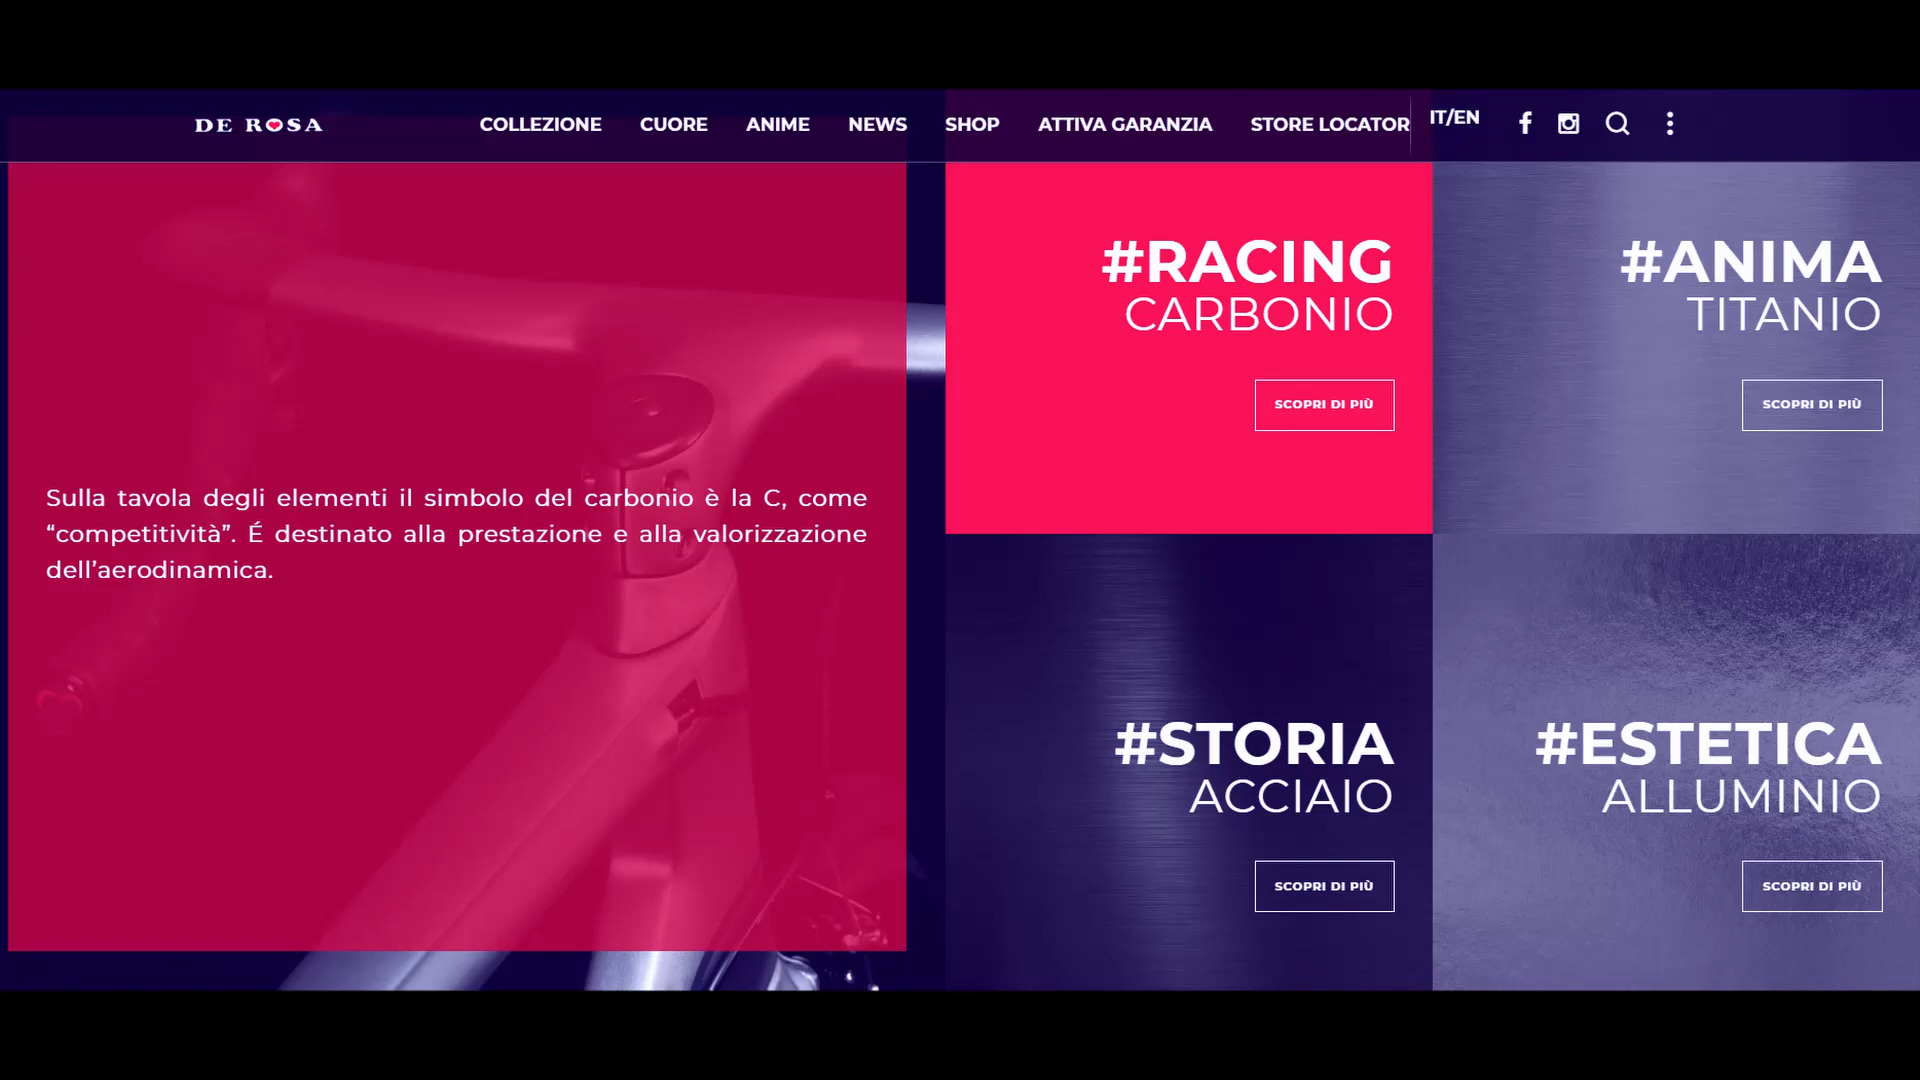 DE ROSA
COLLEZIONE CUORE ANIME NEWS SHOP ATTIVA GARANZIA STORE LOCATOR IT/EN
Sulla tavola degli elementi il simbolo del carbonio è la C, come
“competitività”. É destinato alla prestazione e alla valorizzazione
dell’aerodinamica.
#RACING
CARBONIO
SCOPRI DI PIÙ
#ANIMA
TITANIO
SCOPRI DI PIÙ
#STORIA
ACCIAIO
SCOPRI DI PIÙ
#ESTETICA
ALLUMINIO
SCOPRI DI PIÙ